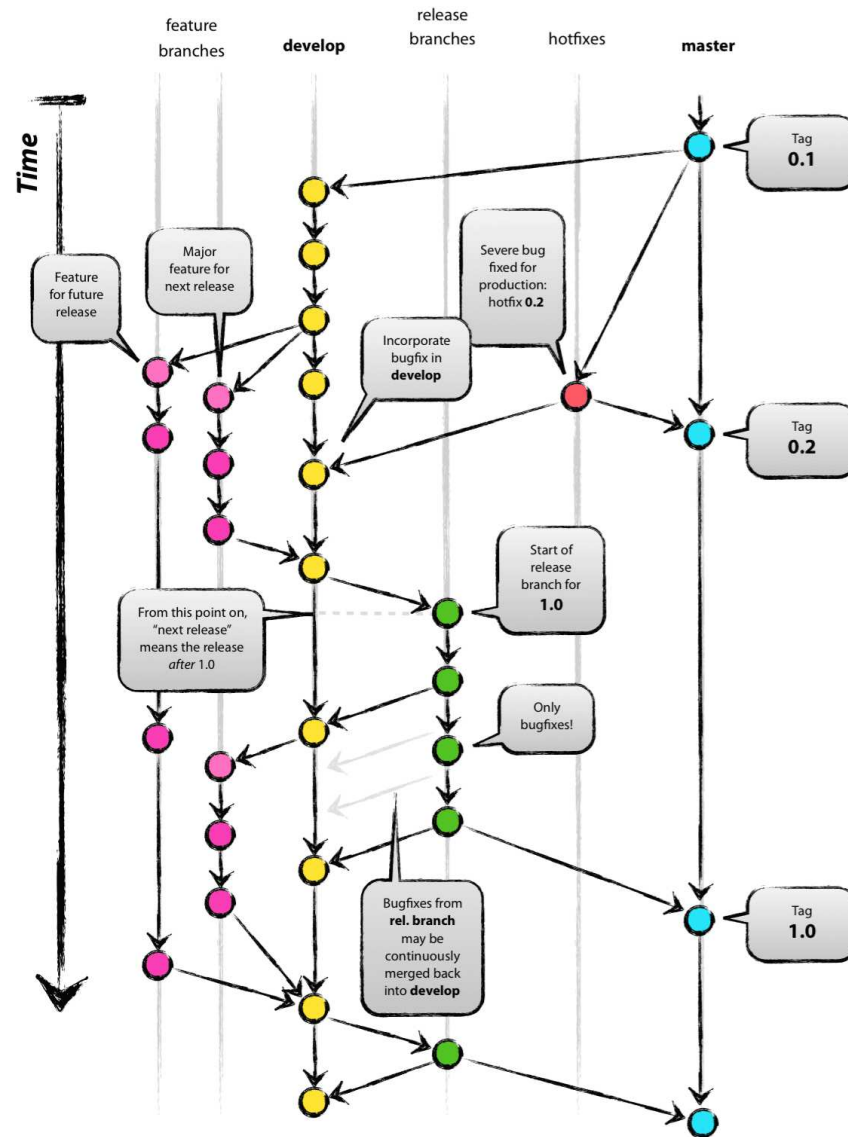 feature
branches
develop
release
branches
hotfixes
master
Time
Tag
0.1
Feature
for future
release
Major
feature for
next release
Severe bug
fixed for
production:
hotfix 0.2
Incorporate
bugfix in
develop
Tag
0.2
Start of
release
branch for
1.0
From this point on,
“next release”
means the release
after 1.0
Only
bugfixes!
Bugfixes from
rel. branch
may be
continuously
merged back
into develop
Tag
1.0